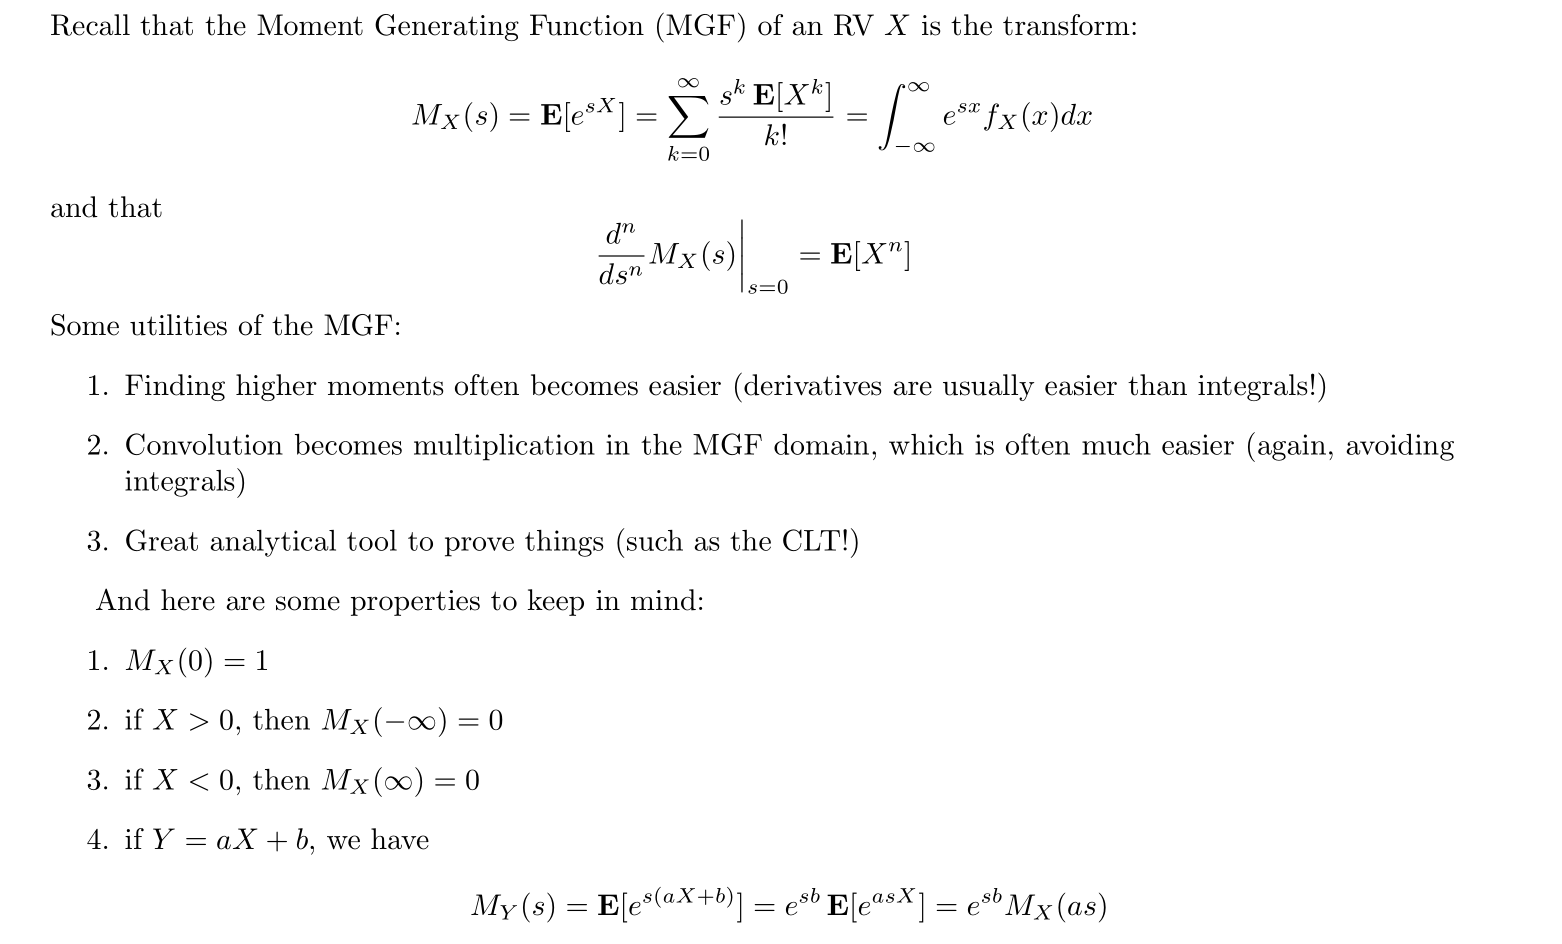 Recall that the Moment Generating Function (MGF) of an RV X is the transform:
$M_X(s) = \mathbf{E}[e^{sX}] = \sum_{k=0}^{\infty} \frac{s^k \, \mathbf{E}[X^k]}{k!} = \int_{-\infty}^{\infty} e^{sx} f_X(x)dx$
and that
$\left.\frac{d^n}{ds^n} M_X(s)\right|_{s=0} = \mathbf{E}[X^n]$
Some utilities of the MGF:
1. Finding higher moments often becomes easier (derivatives are usually easier than integrals!)
2. Convolution becomes multiplication in the MGF domain, which is often much easier (again, avoiding
integrals)
3. Great analytical tool to prove things (such as the CLT!)
And here are some properties to keep in mind:
1. $M_X(0) = 1$
2. if $X > 0$, then $M_X(-\infty) = 0$
3. if $X < 0$, then $M_X(\infty) = 0$
4. if $Y = aX + b$, we have
$M_Y(s) = \mathbf{E}[e^{s(aX+b)}] = e^{sb} \, \mathbf{E}[e^{asX}] = e^{sb} M_X(as)$